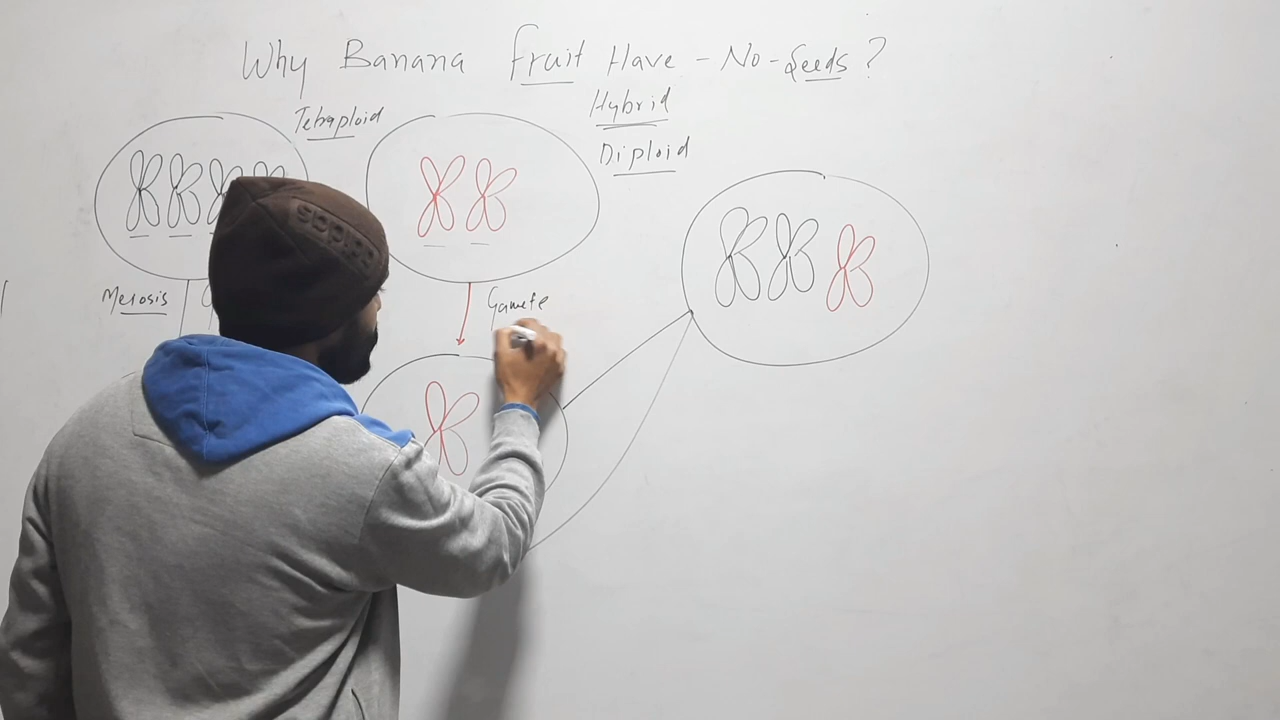 Why Banana fruit Have - No - Seeds ?
Tetraploid
Hybrid
Diploid
Meiosis
Gamete